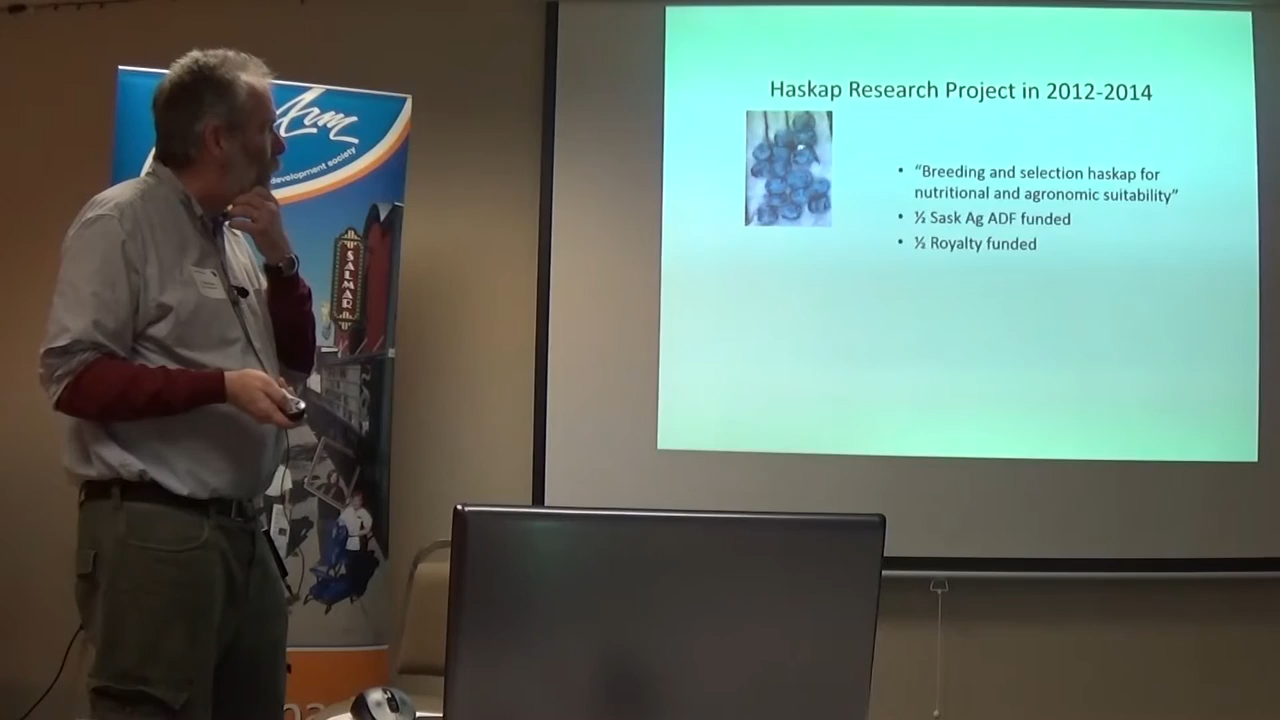 Haskap Research Project in 2012-2014
• “Breeding and selection haskap for
nutritional and agronomic suitability”
• ½ Sask Ag ADF funded
• ½ Royalty funded
Arm
development society
SALMAR